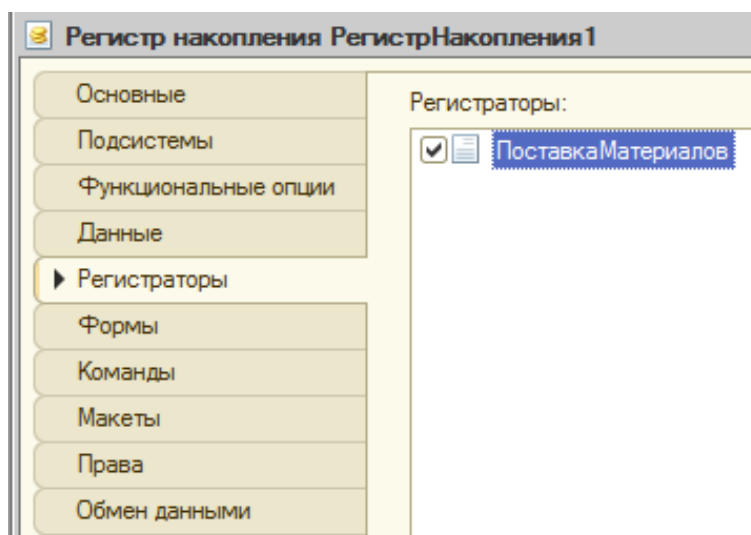 Регистр накопления РегистрНакопления1
Основные
Подсистемы
Функциональные опции
Данные
Регистраторы
Формы
Команды
Макеты
Права
Обмен данными
Регистраторы:
ПоставкаМатериалов